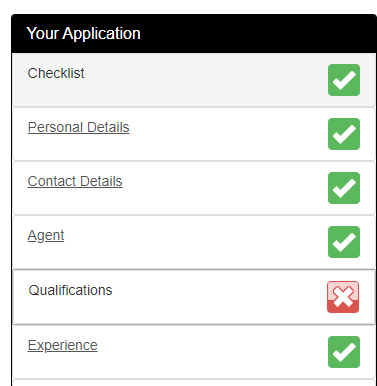 Your Application
Checklist
Personal Details
Contact Details
Agent
Qualifications
Experience